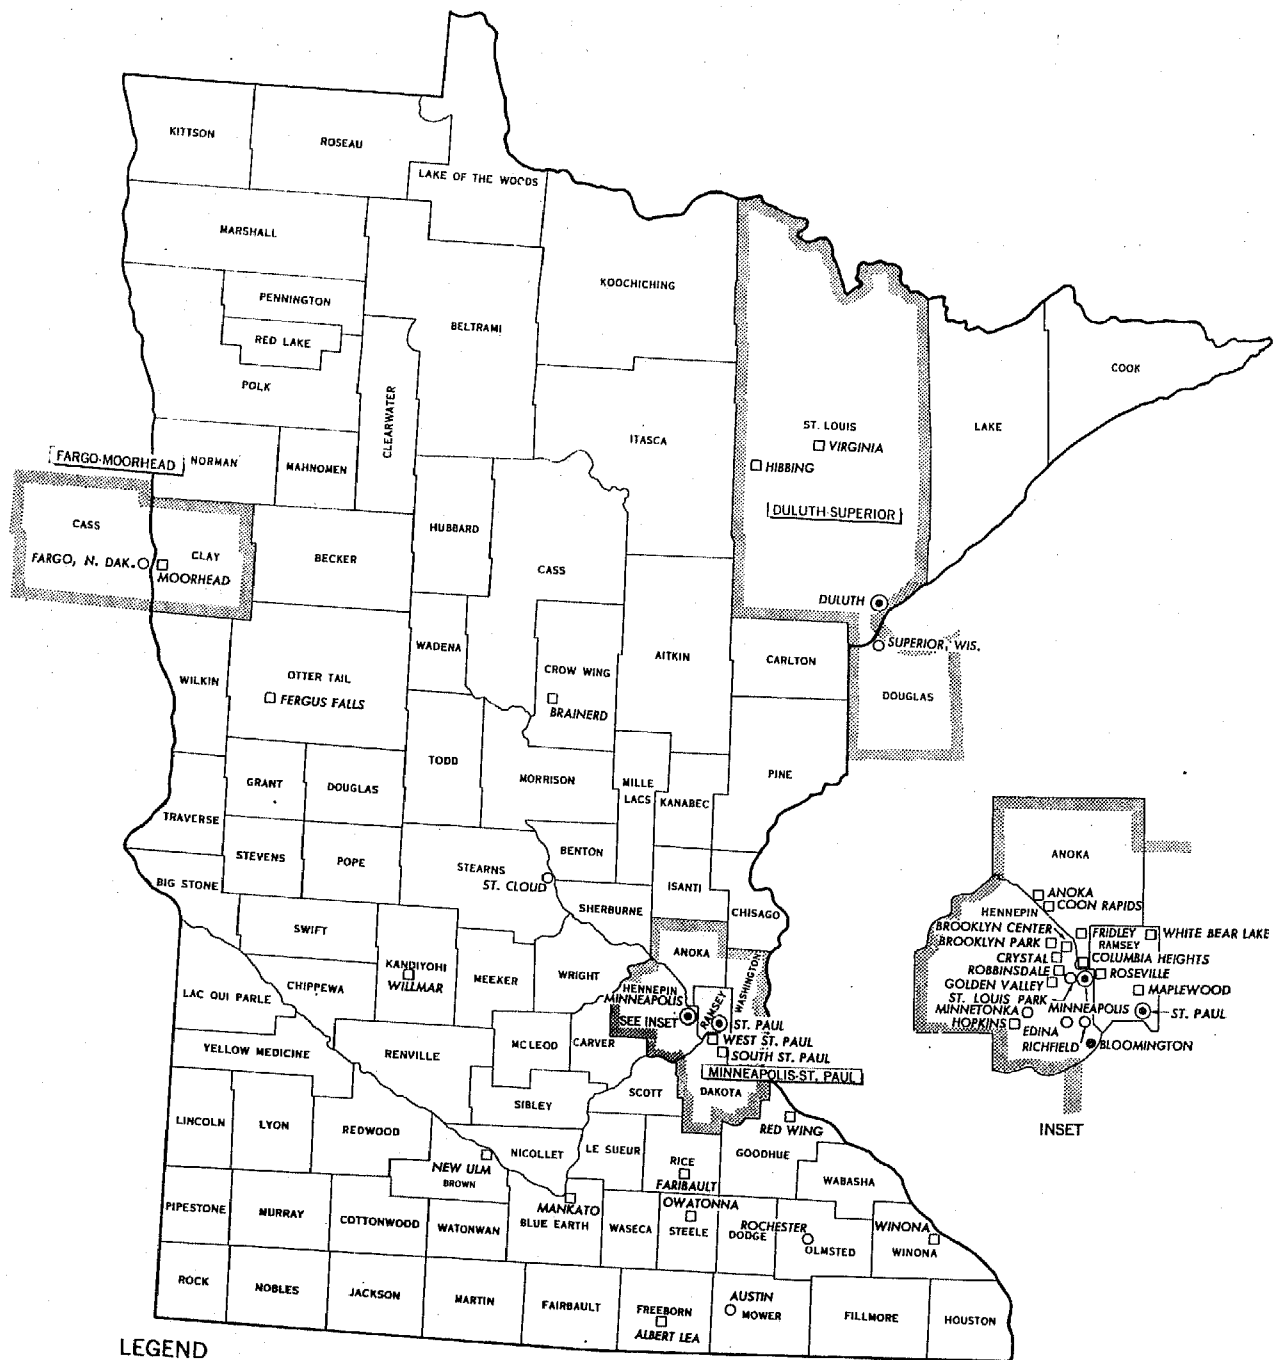 KITTSON
ROSEAU
LAKE OF THE WOODS
MARSHALL
KOOCHICHING
PENNINGTON
BELTRAMI
RED LAKE
POLK
CLEARWATER
COOK
ST. LOUIS
LAKE
ITASCA
VIRGINIA
HIBBING
FARGO-MOORHEAD
NORMAN
MAHNOMEN
DULUTH-SUPERIOR
CASS
HUBBARD
CLAY
BECKER
FARGO, N. DAK.
MOORHEAD
CASS
DULUTH
SUPERIOR, WIS.
WADENA
AITKIN
CARLTON
WILKIN
OTTER TAIL
CROW WING
DOUGLAS
FERGUS FALLS
BRAINERD
TODD
MORRISON
PINE
GRANT
DOUGLAS
MILLE
LACS
KANABEC
TRAVERSE
STEVENS
POPE
BENTON
STEARNS
ST. CLOUD
BIG STONE
ISANTI
SHERBURNE
CHISAGO
SWIFT
ANOKA
KANDIYOHI
WILLMAR
MEEKER
WRIGHT
WASHINGTON
HENNEPIN
MINNEAPOLIS
SEE INSET
RAMSEY
ST. PAUL
WEST ST. PAUL
SOUTH ST. PAUL
MINNEAPOLIS-ST. PAUL
LAC QUI PARLE
CHIPPEWA
MCLEOD
CARVER
YELLOW MEDICINE
RENVILLE
DAKOTA
SCOTT
SIBLEY
LINCOLN
LYON
REDWOOD
RED WING
NICOLLET
LE SUEUR
RICE
FARIBAULT
GOODHUE
NEW ULM
BROWN
WABASHA
PIPESTONE
MURRAY
COTTONWOOD
WATONWAN
MANKATO
BLUE EARTH
WASECA
OWATONNA
STEELE
DODGE
ROCHESTER
OLMSTED
WINONA
WINONA
ROCK
NOBLES
JACKSON
MARTIN
FAIRBAULT
FREEBORN
ALBERT LEA
AUSTIN
MOWER
FILLMORE
HOUSTON
ANOKA
ANOKA
COON RAPIDS
HENNEPIN
BROOKLYN CENTER
FRIDLEY
WHITE BEAR LAKE
BROOKLYN PARK
RAMSEY
CRYSTAL
COLUMBIA HEIGHTS
ROBBINSDALE
ROSEVILLE
GOLDEN VALLEY
MAPLEWOOD
ST. LOUIS PARK
MINNETONKA
MINNEAPOLIS
ST. PAUL
HOPKINS
EDINA
RICHFIELD
BLOOMINGTON
INSET
LEGEND